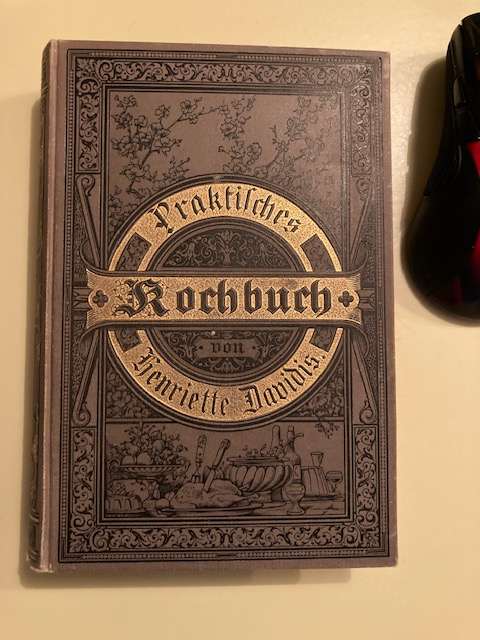 Praktisches
Kochbuch
von
Henriette Davidis.